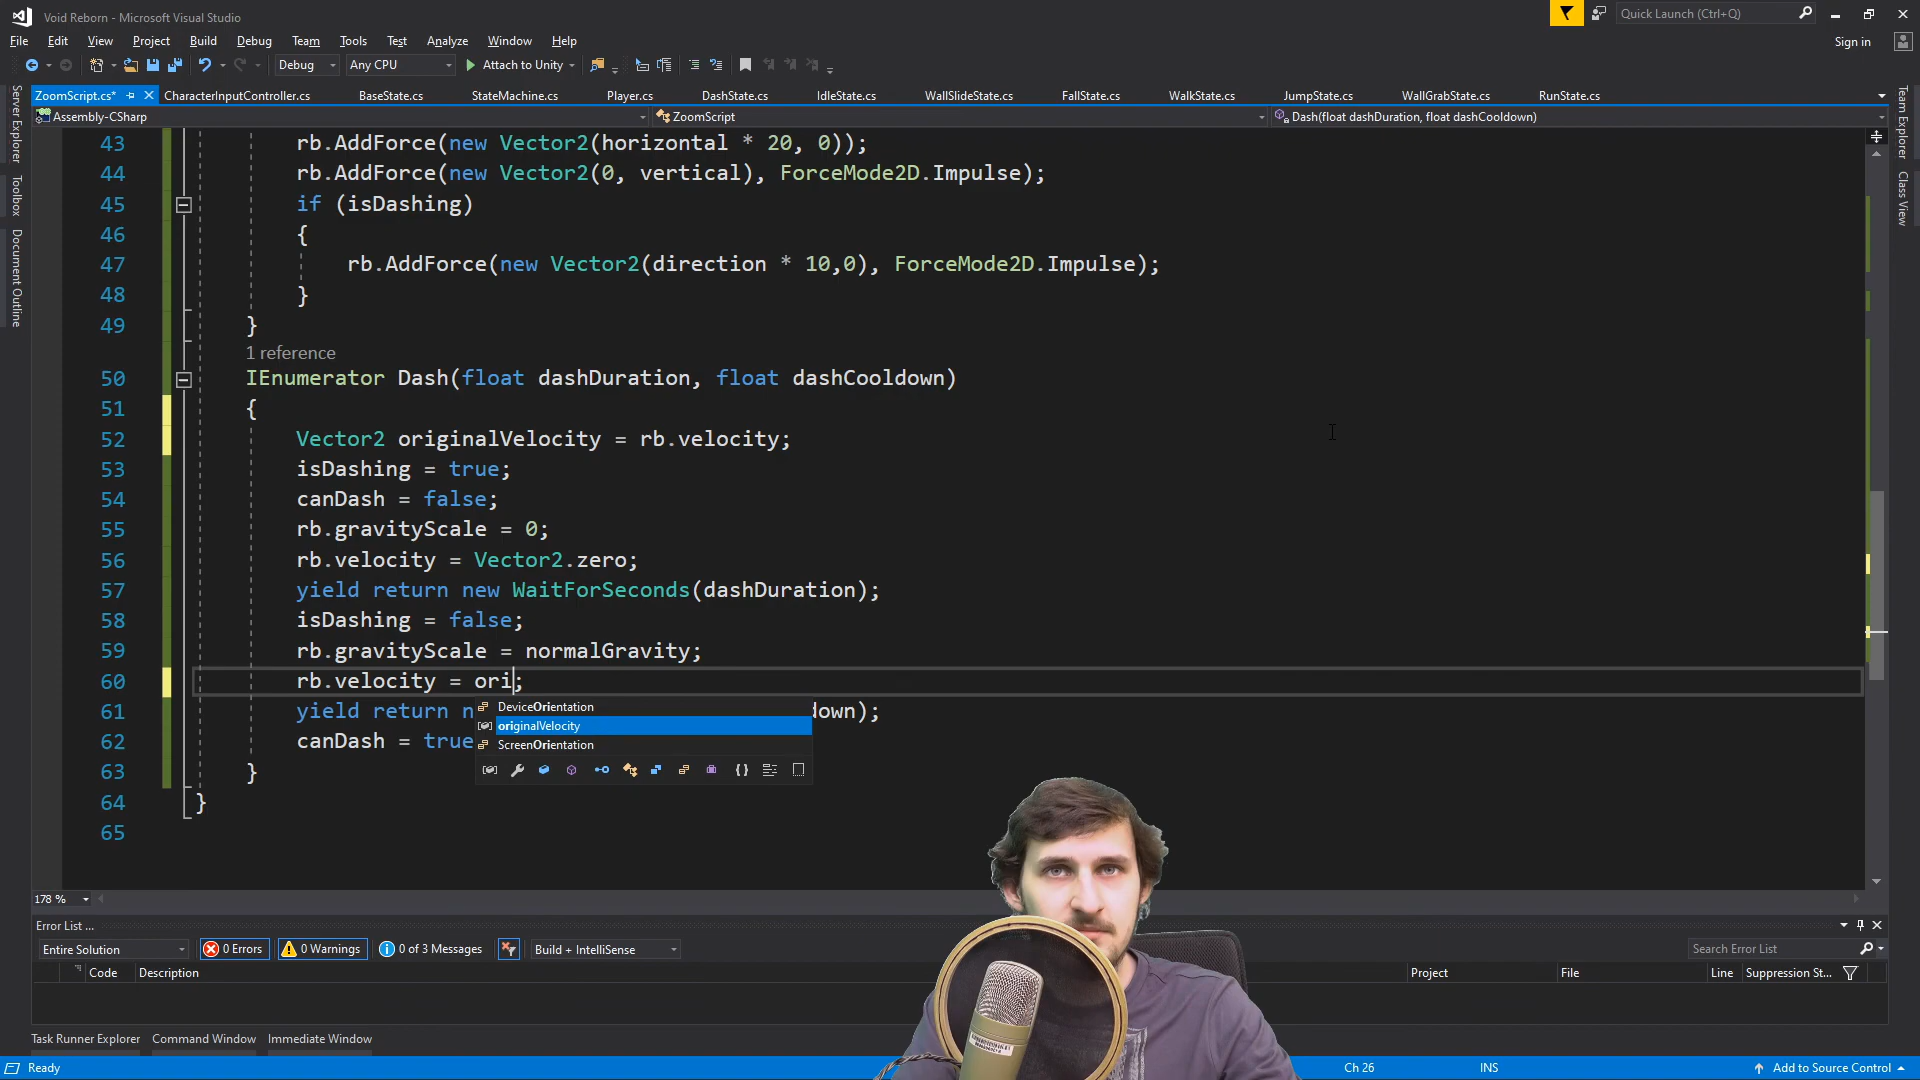 Void Reborn - Microsoft Visual Studio
Quick Launch (Ctrl+Q)
File Edit View Project Build Debug Team Tools Test Analyze Window Help
Sign in
Debug Any CPU Attach to Unity
ZoomScript.cs* CharacterInputController.cs BaseState.cs StateMachine.cs Player.cs DashState.cs IdleState.cs WallSlideState.cs FallState.cs WalkState.cs JumpState.cs WallGrabState.cs RunState.cs
Assembly-CSharp ZoomScript Dash(float dashDuration, float dashCooldown)
Server Explorer
Toolbox
Document Outline
Team Explorer
Class View
43 rb.AddForce(new Vector2(horizontal * 20, 0));
44 rb.AddForce(new Vector2(0, vertical), ForceMode2D.Impulse);
45 if (isDashing)
46 {
47 rb.AddForce(new Vector2(direction * 10,0), ForceMode2D.Impulse);
48 }
49 }
1 reference
50 IEnumerator Dash(float dashDuration, float dashCooldown)
51 {
52 Vector2 originalVelocity = rb.velocity;
53 isDashing = true;
54 canDash = false;
55 rb.gravityScale = 0;
56 rb.velocity = Vector2.zero;
57 yield return new WaitForSeconds(dashDuration);
58 isDashing = false;
59 rb.gravityScale = normalGravity;
60 rb.velocity = ori;
DeviceOrientation
61 yield return n down);
originalVelocity
62 canDash = true
ScreenOrientation
63 }
64 }
65
178 %
Error List ...
Entire Solution 0 Errors 0 Warnings 0 of 3 Messages Build + IntelliSense Search Error List
Code Description Project File Line Suppression St...
Task Runner Explorer Command Window Immediate Window
Ready Ch 26 INS Add to Source Control